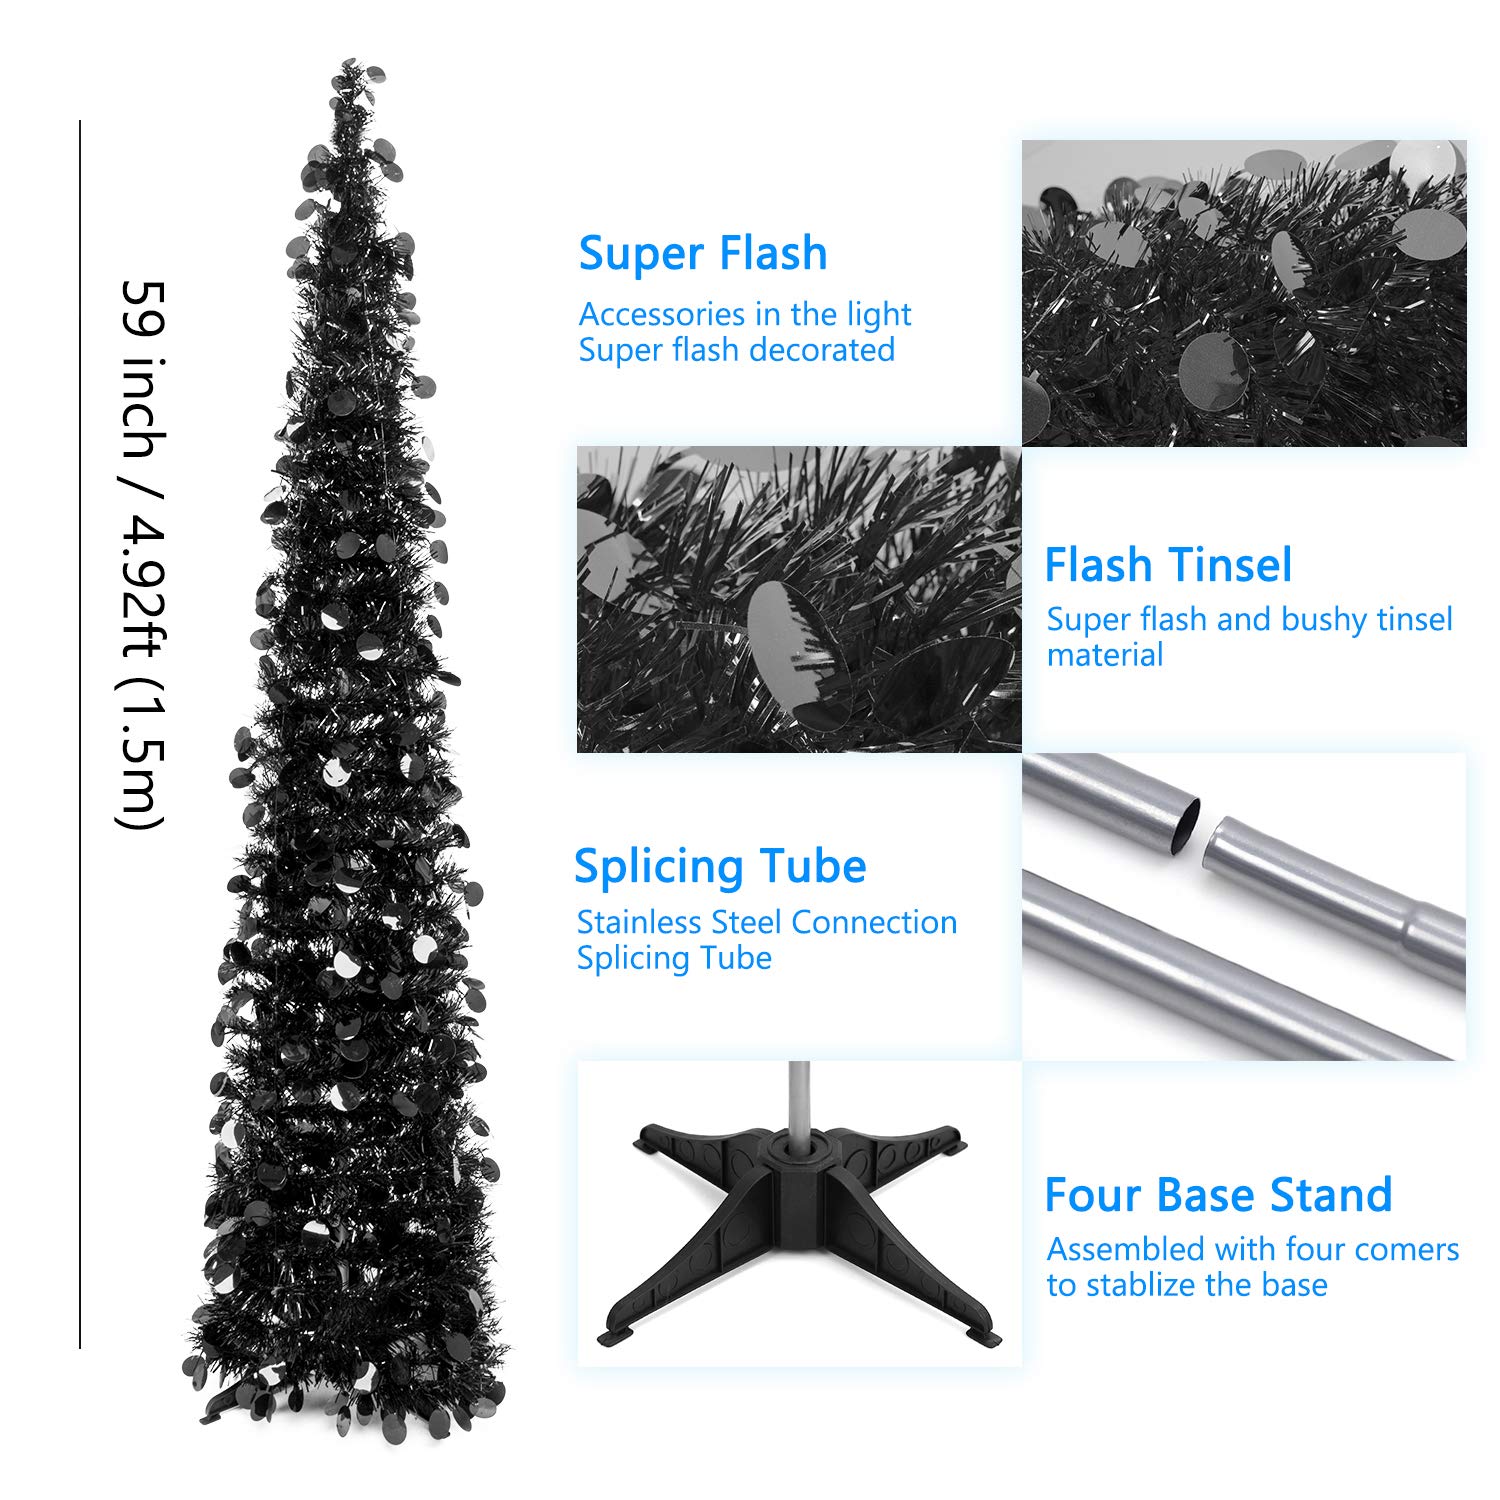 59 inch / 4.92ft (1.5m)
Super Flash
Accessories in the light
Super flash decorated
Flash Tinsel
Super flash and bushy tinsel
material
Splicing Tube
Stainless Steel Connection
Splicing Tube
Four Base Stand
Assembled with four comers
to stablize the base